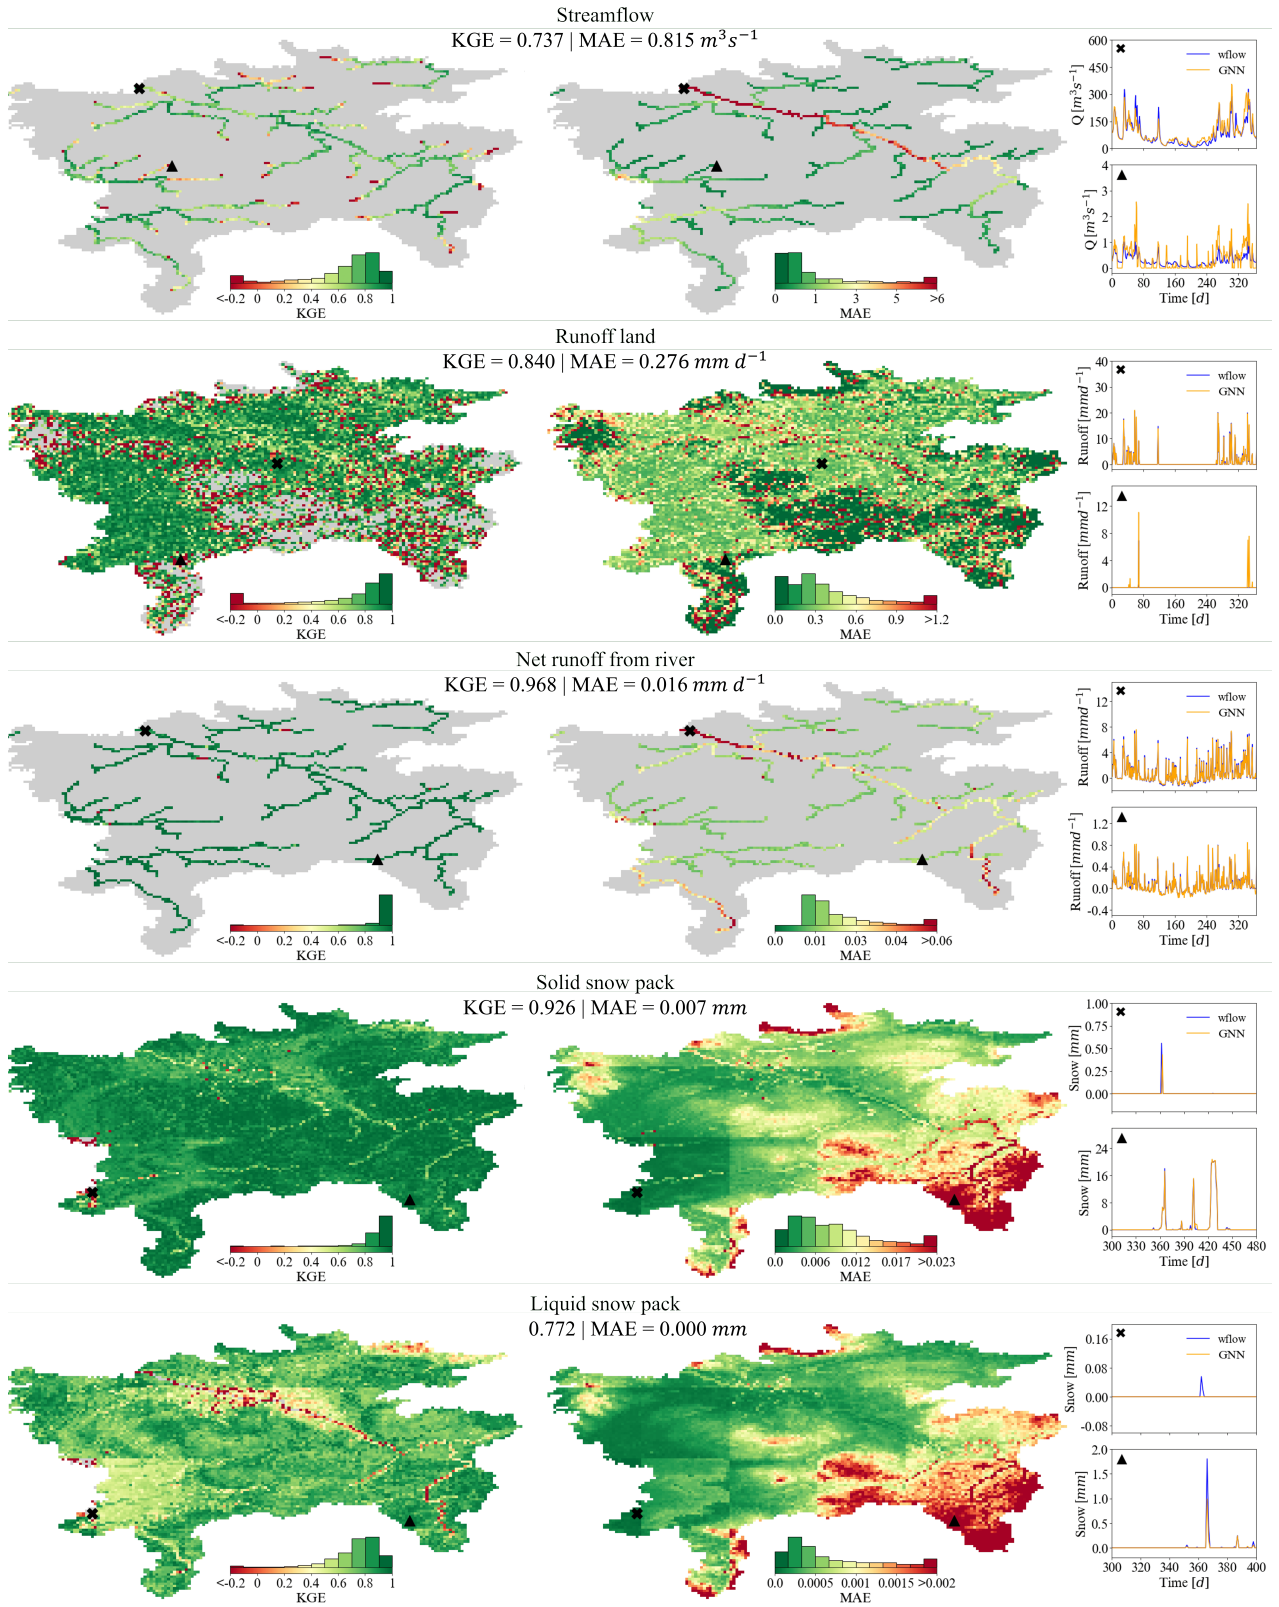 Streamflow
KGE = 0.737 | MAE = 0.815 m³s⁻¹
<-0.2 0 0.2 0.4 0.6 0.8 1
KGE
0 1 3 5 >6
MAE
600
450
300
150
0
Q [m³s⁻¹]
wflow
GNN
4
3
2
1
0
Q [m³s⁻¹]
0 80 160 240 320
Time [d]
Runoff land
KGE = 0.840 | MAE = 0.276 mm d⁻¹
<-0.2 0 0.2 0.4 0.6 0.8 1
KGE
0.0 0.3 0.6 0.9 >1.2
MAE
40
30
20
10
0
Runoff [mmd⁻¹]
wflow
GNN
12
8
4
0
Runoff [mmd⁻¹]
0 80 160 240 320
Time [d]
Net runoff from river
KGE = 0.968 | MAE = 0.016 mm d⁻¹
<-0.2 0 0.2 0.4 0.6 0.8 1
KGE
0.0 0.01 0.03 0.04 >0.06
MAE
12
8
4
0
Runoff [mmd⁻¹]
wflow
GNN
1.2
0.8
0.4
0.0
-0.4
Runoff [mmd⁻¹]
0 80 160 240 320
Time [d]
Solid snow pack
KGE = 0.926 | MAE = 0.007 mm
<-0.2 0 0.2 0.4 0.6 0.8 1
KGE
0.0 0.006 0.012 0.017 >0.023
MAE
1.00
0.75
0.50
0.25
0.00
Snow [mm]
wflow
GNN
24
16
8
0
Snow [mm]
300 330 360 390 420 450 480
Time [d]
Liquid snow pack
0.772 | MAE = 0.000 mm
<-0.2 0 0.2 0.4 0.6 0.8 1
KGE
0.0 0.0005 0.001 0.0015 >0.002
MAE
0.16
0.08
0.00
-0.08
Snow [mm]
wflow
GNN
2.0
1.5
1.0
0.5
0.0
Snow [mm]
300 320 340 360 380 400
Time [d]